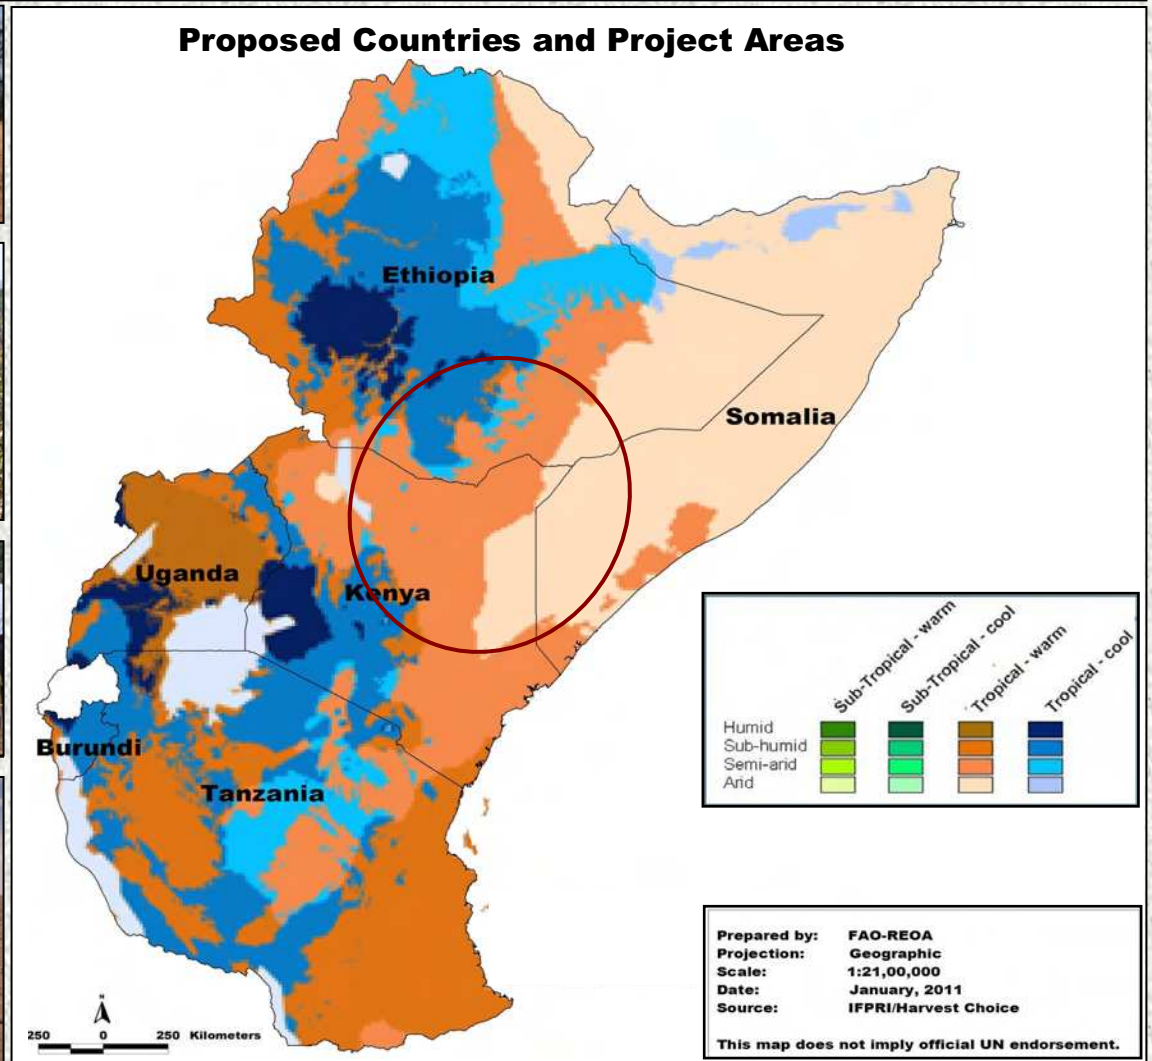 Proposed Countries and Project Areas
Ethiopia
Somalia
Uganda
Kenya
Burundi
Tanzania
Sub-Tropical - warm
Sub-Tropical - cool
Tropical - warm
Tropical - cool
Humid
Sub-humid
Semi-arid
Arid
N
250 0 250 Kilometers
Prepared by: FAO-REOA
Projection: Geographic
Scale: 1:21,00,000
Date: January, 2011
Source: IFPRI/Harvest Choice
This map does not imply official UN endorsement.